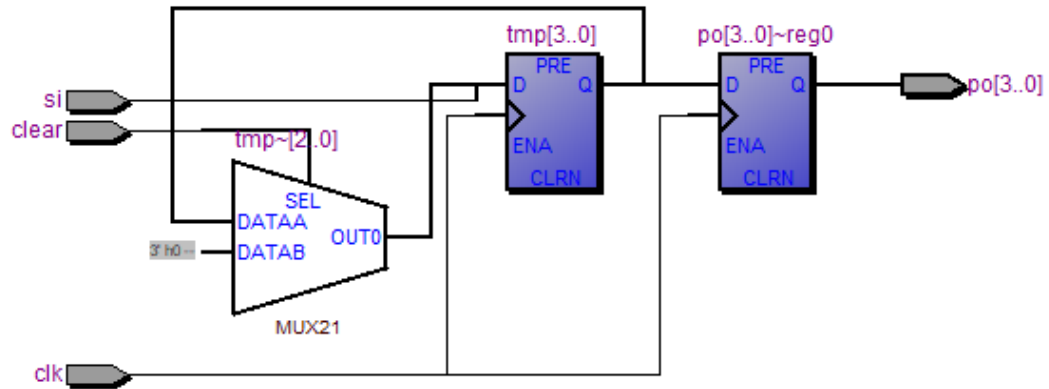 tmp[3..0]
po[3..0]~reg0
PRE
D Q
ENA
CLRN
PRE
D Q
ENA
CLRN
po[3..0]
si
clear
tmp~[2..0]
SEL
DATAA
DATAB
OUT0
3' h0 --
MUX21
clk